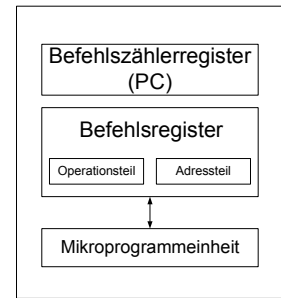 Befehlszählerregister
(PC)
Befehlsregister
Operationsteil
Adressteil
Mikroprogrammeinheit